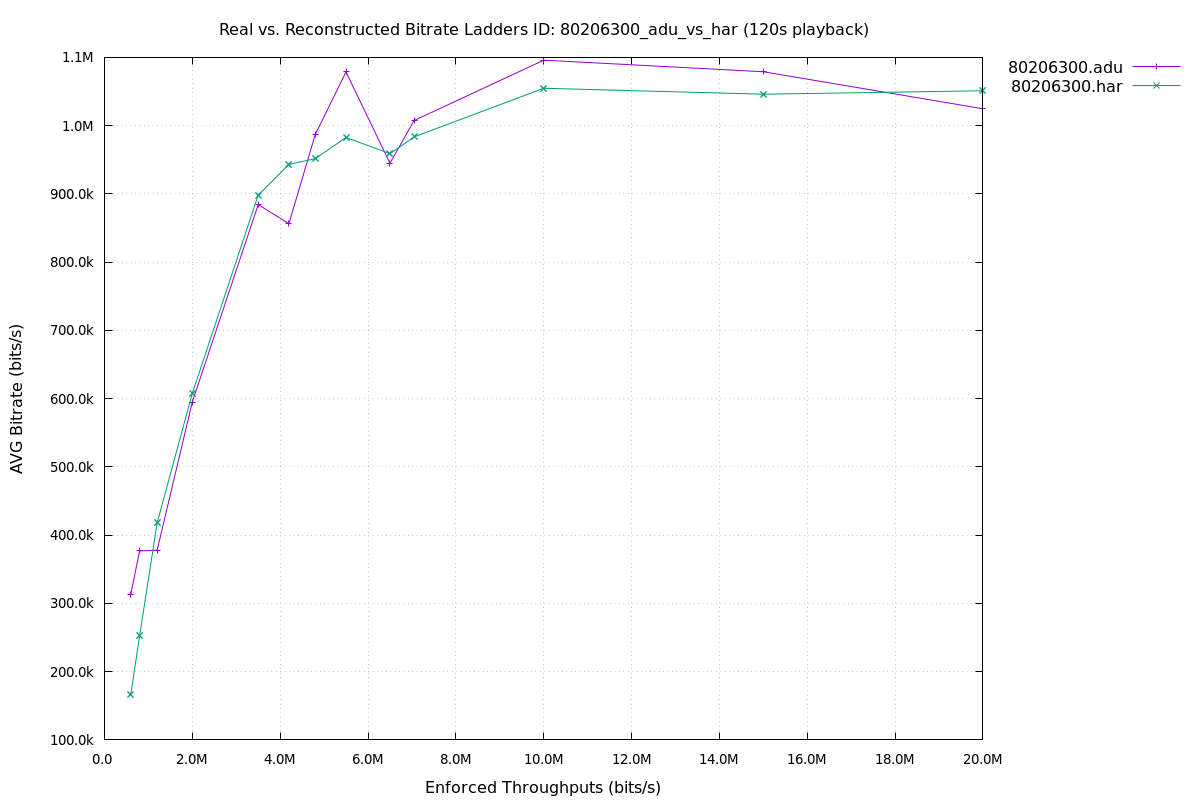 Real vs. Reconstructed Bitrate Ladders ID: 80206300_adu_vs_har (120s playback)
80206300.adu
80206300.har
AVG Bitrate (bits/s)
1.1M
1.0M
900.0k
800.0k
700.0k
600.0k
500.0k
400.0k
300.0k
200.0k
100.0k
0.0 2.0M 4.0M 6.0M 8.0M 10.0M 12.0M 14.0M 16.0M 18.0M 20.0M
Enforced Throughputs (bits/s)